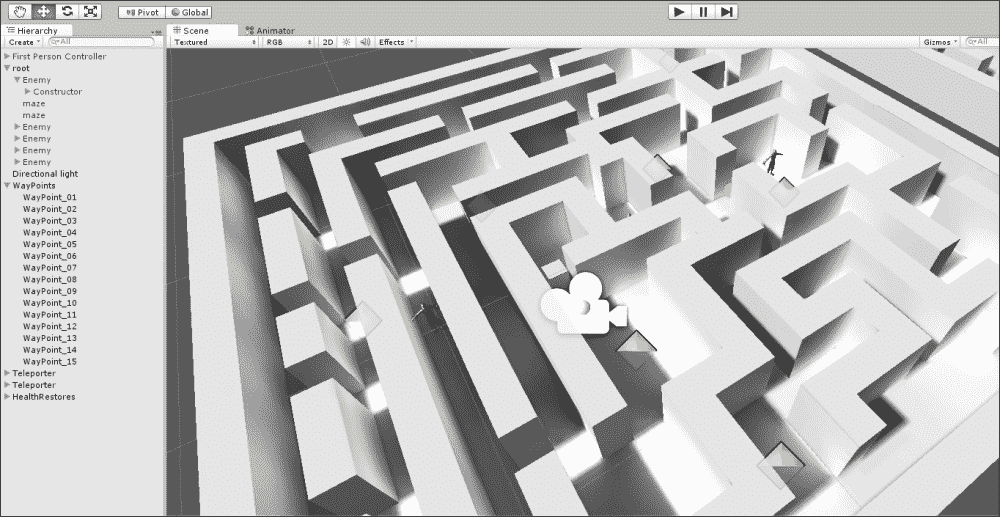 Pivot Global
Hierarchy
Create All
Scene Animator
Textured RGB 2D Effects Gizmos All
First Person Controller
root
Enemy
Constructor
maze
maze
Enemy
Enemy
Enemy
Enemy
Directional light
WayPoints
WayPoint_01
WayPoint_02
WayPoint_03
WayPoint_04
WayPoint_05
WayPoint_06
WayPoint_07
WayPoint_08
WayPoint_09
WayPoint_10
WayPoint_11
WayPoint_12
WayPoint_13
WayPoint_14
WayPoint_15
Teleporter
Teleporter
HealthRestores